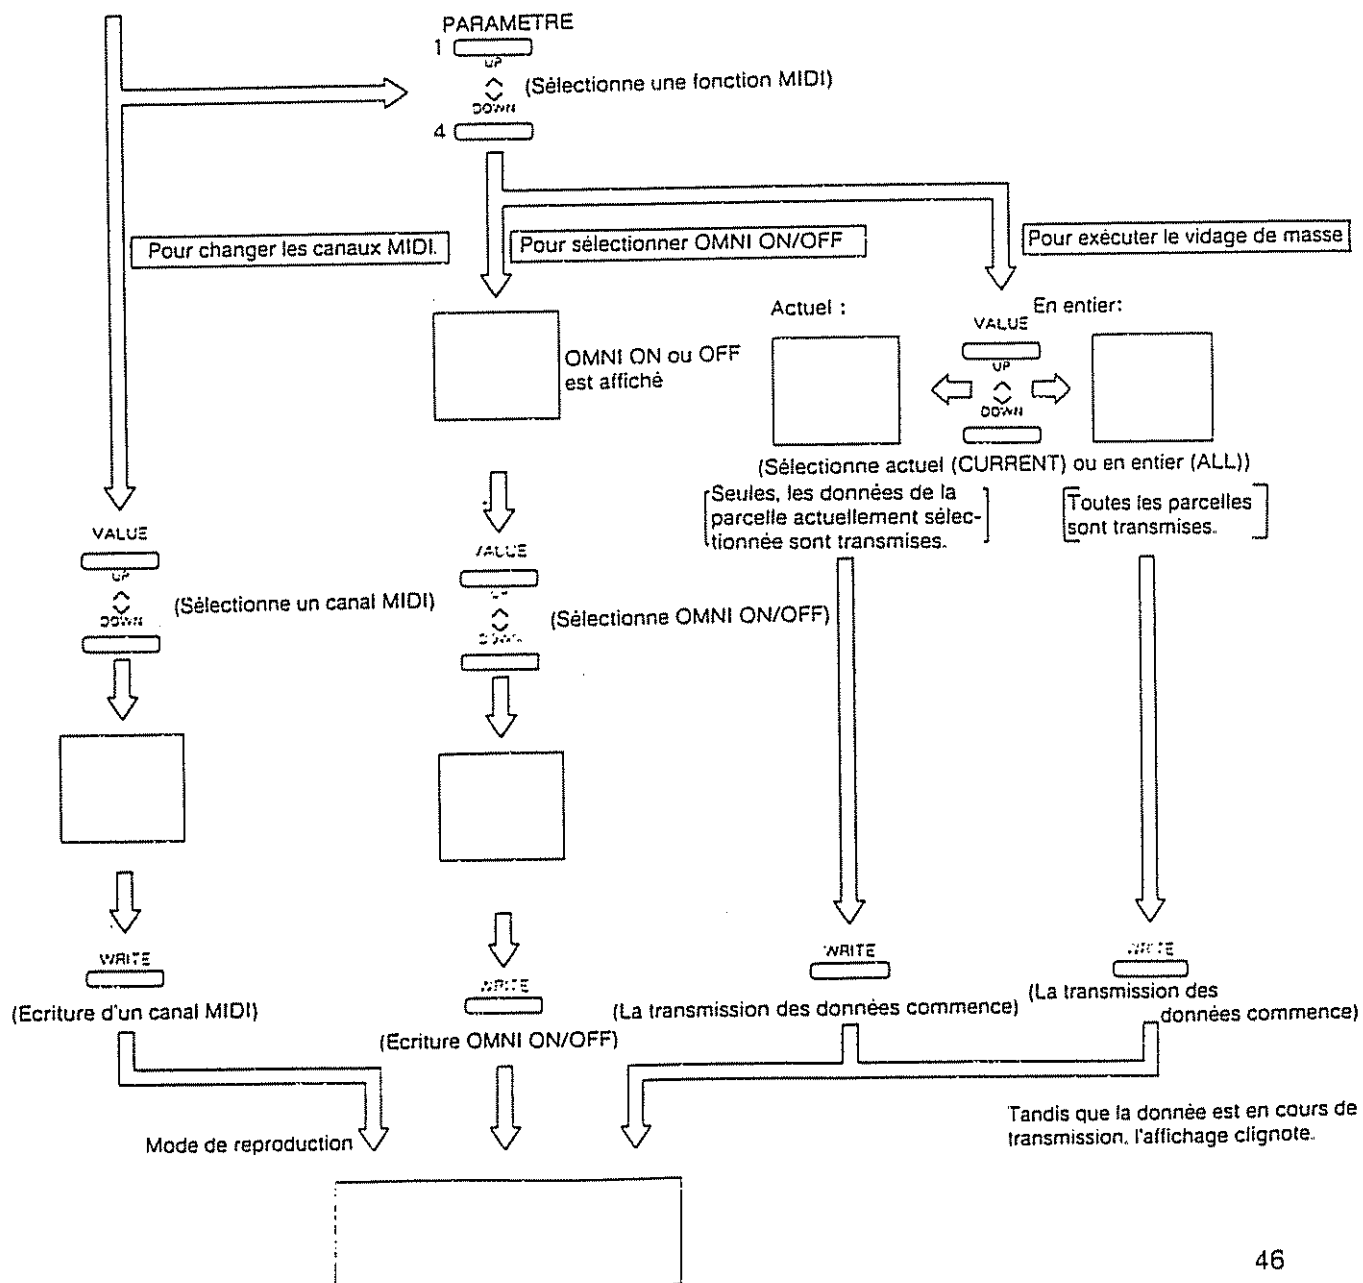 PARAMETRE
1
UP
(Sélectionne une fonction MIDI)
DOWN
4
Pour changer les canaux MIDI.
Pour sélectionner OMNI ON/OFF
Pour exécuter le vidage de masse
Actuel :
En entier:
VALUE
UP
DOWN
OMNI ON ou OFF
est affiché
(Sélectionne actuel (CURRENT) ou en entier (ALL))
Seules, les données de la
parcelle actuellement sélec-
tionnée sont transmises.
Toutes les parcelles
sont transmises.
VALUE
UP
(Sélectionne un canal MIDI)
DOWN
VALUE
UP
(Sélectionne OMNI ON/OFF)
DOWN
WRITE
(Ecriture d'un canal MIDI)
WRITE
(Ecriture OMNI ON/OFF)
WRITE
(La transmission des données commence)
WRITE
(La transmission des
données commence)
Mode de reproduction
Tandis que la donnée est en cours de
transmission, l'affichage clignote.
46